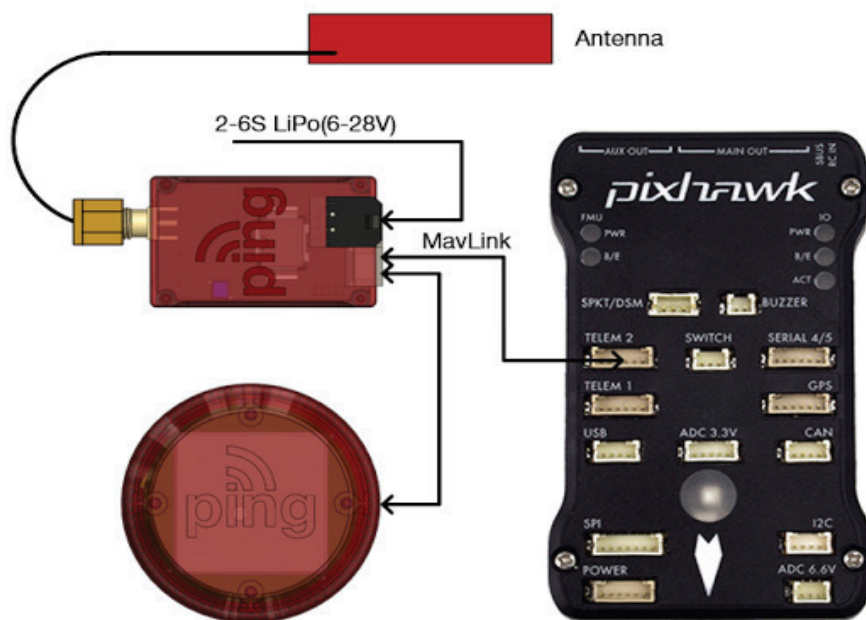 Antenna
2-6S LiPo(6-28V)
ping
MavLink
ping
AUX OUT
MAIN OUT
SBUS
RC IN
pixhawk
FMU
IO
PWR
PWR
B/E
B/E
ACT
SPKT/DSM
BUZZER
TELEM 2
SWITCH
SERIAL 4/5
TELEM 1
GPS
USB
ADC 3.3V
CAN
SPI
I2C
POWER
ADC 6.6V